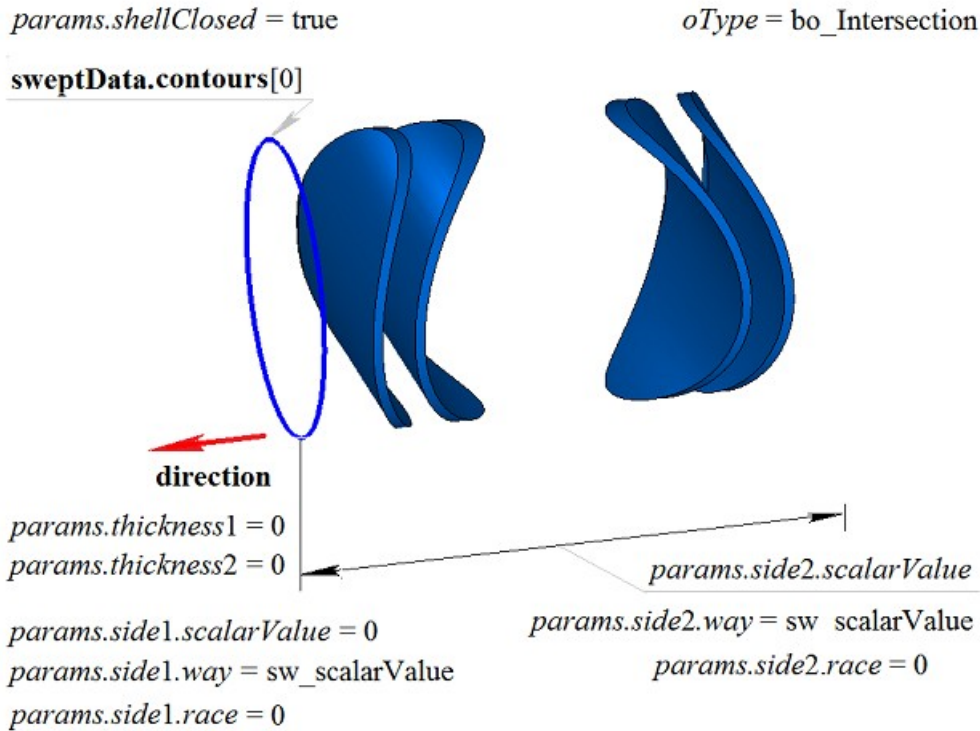 params.shellClosed = true
oType = bo_Intersection
sweptData.contours[0]
direction
params.thickness1 = 0
params.thickness2 = 0
params.side2.scalarValue
params.side1.scalarValue = 0
params.side2.way = sw scalarValue
params.side1.way = sw_scalarValue
params.side2.race = 0
params.side1.race = 0